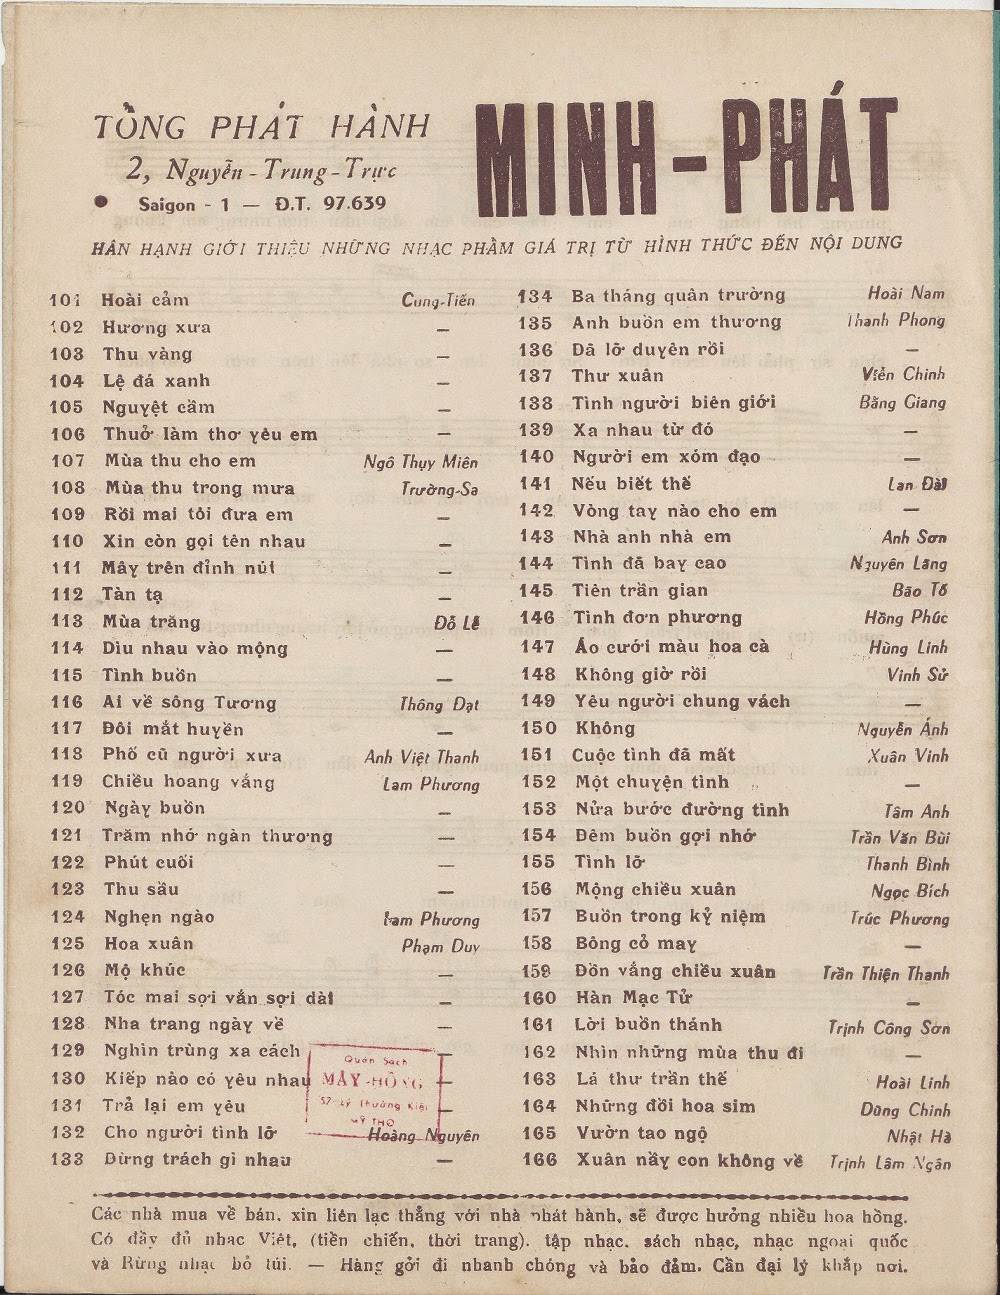 TỔNG PHÁT HÀNH
MINH-PHÁT
2, Nguyễn-Trung-Trực
● Saigon - 1 — Đ.T. 97.639
HÂN HẠNH GIỚI THIỆU NHỮNG NHẠC PHẨM GIÁ TRỊ TỪ HÌNH THỨC ĐẾN NỘI DUNG
101 Hoài cảm Cung-Tiến
102 Hương xưa —
103 Thu vàng —
104 Lệ đá xanh —
105 Nguyệt cầm —
106 Thuở làm thơ yêu em —
107 Mùa thu cho em Ngô Thụy Miên
108 Mùa thu trong mưa Trường-Sa
109 Rồi mai tôi đưa em —
110 Xin còn gọi tên nhau —
111 Mây trên đỉnh núi —
112 Tàn tạ —
113 Mùa trăng Đỗ Lễ
114 Dìu nhau vào mộng —
115 Tình buồn —
116 Ai về sông Tương Thông Đạt
117 Đôi mắt huyền —
118 Phố cũ người xưa Anh Việt Thanh
119 Chiều hoang vắng Lam Phương
120 Ngày buồn —
121 Trăm nhớ ngàn thương —
122 Phút cuối —
123 Thu sầu —
124 Nghẹn ngào Lam Phương
125 Hoa xuân Phạm Duy
126 Mộ khúc —
127 Tóc mai sợi vắn sợi dài —
128 Nha trang ngày về —
129 Nghìn trùng xa cách —
130 Kiếp nào có yêu nhau —
131 Trả lại em yêu —
132 Cho người tình lỡ Hoàng Nguyên
133 Đừng trách gì nhau —
Quán Sách
MÂY-HỒNG
57 Lý Thường Kiệt
MỸ THO
134 Ba tháng quân trường Hoài Nam
135 Anh buồn em thương Thanh Phong
136 Đã lỡ duyên rồi —
137 Thư xuân Viễn Chinh
138 Tình người biên giới Bằng Giang
139 Xa nhau từ đó —
140 Người em xóm đạo —
141 Nếu biết thế Lan Đài
142 Vòng tay nào cho em —
143 Nhà anh nhà em Anh Sơn
144 Tình đã bay cao Nguyên Lãng
145 Tiên trần gian Bão Tố
146 Tình đơn phương Hồng Phúc
147 Áo cưới màu hoa cà Hùng Linh
148 Không giờ rồi Vinh Sử
149 Yêu người chung vách —
150 Không Nguyễn Ánh
151 Cuộc tình đã mất Xuân Vinh
152 Một chuyện tình —
153 Nửa bước đường tình Tâm Anh
154 Đêm buồn gợi nhớ Trần Văn Bùi
155 Tình lỡ Thanh Bình
156 Mộng chiều xuân Ngọc Bích
157 Buồn trong kỷ niệm Trúc Phương
158 Bông cỏ may —
159 Đồn vắng chiều xuân Trần Thiện Thanh
160 Hàn Mạc Tử —
161 Lời buồn thánh Trịnh Công Sơn
162 Nhìn những mùa thu đi —
163 Lá thư trần thế Hoài Linh
164 Những đồi hoa sim Dũng Chinh
165 Vườn tao ngộ Nhật Hà
166 Xuân nầy con không về Trịnh Lâm Ngân
Các nhà mua về bán, xin liên lạc thẳng với nhà phát hành, sẽ được hưởng nhiều hoa hồng.
Có đầy đủ nhạc Việt, (tiền chiến, thời trang). tập nhạc. sách nhạc, nhạc ngoại quốc
và Rừng nhạc bỏ túi. — Hàng gởi đi nhanh chóng và bảo đảm. Cần đại lý khắp nơi.